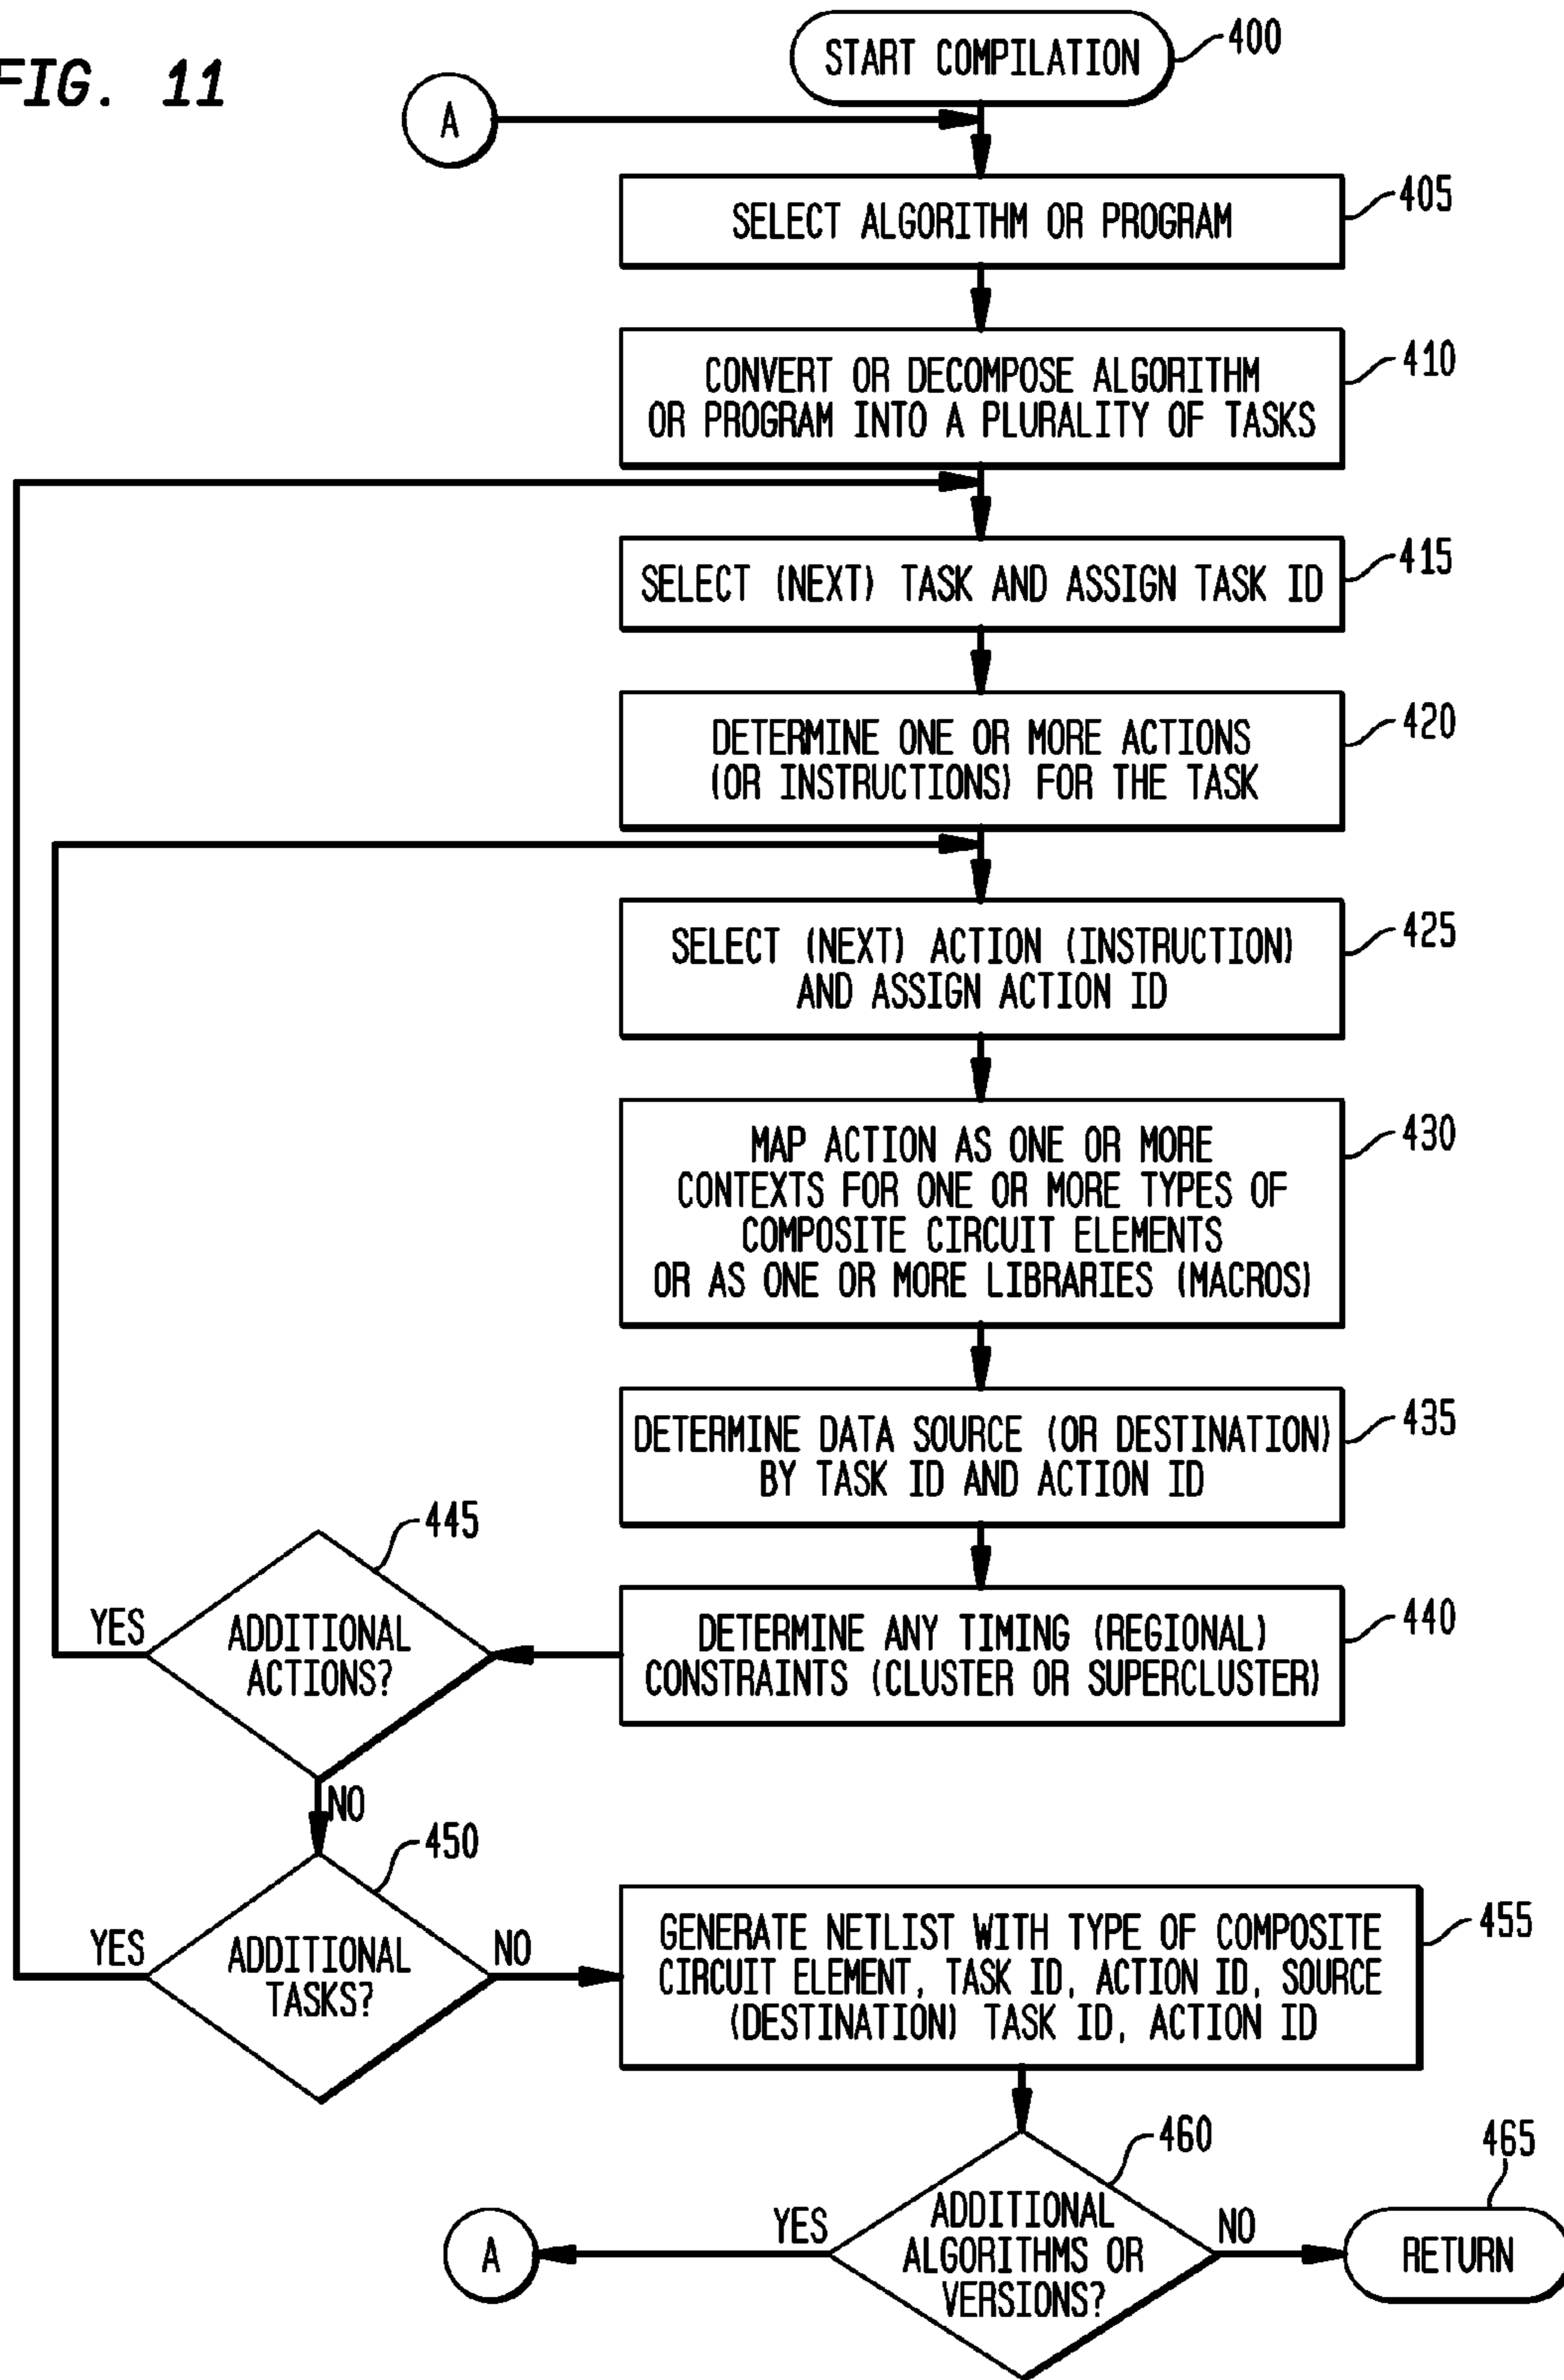 FIG. 11
START COMPILATION
400
A
SELECT ALGORITHM OR PROGRAM
405
CONVERT OR DECOMPOSE ALGORITHM
OR PROGRAM INTO A PLURALITY OF TASKS
410
SELECT (NEXT) TASK AND ASSIGN TASK ID
415
DETERMINE ONE OR MORE ACTIONS
(OR INSTRUCTIONS) FOR THE TASK
420
SELECT (NEXT) ACTION (INSTRUCTION)
AND ASSIGN ACTION ID
425
MAP ACTION AS ONE OR MORE
CONTEXTS FOR ONE OR MORE TYPES OF
COMPOSITE CIRCUIT ELEMENTS
OR AS ONE OR MORE LIBRARIES (MACROS)
430
DETERMINE DATA SOURCE (OR DESTINATION)
BY TASK ID AND ACTION ID
435
DETERMINE ANY TIMING (REGIONAL)
CONSTRAINTS (CLUSTER OR SUPERCLUSTER)
440
445
YES
ADDITIONAL
ACTIONS?
NO
450
YES
ADDITIONAL
TASKS?
NO
GENERATE NETLIST WITH TYPE OF COMPOSITE
CIRCUIT ELEMENT, TASK ID, ACTION ID, SOURCE
(DESTINATION) TASK ID, ACTION ID
455
460
ADDITIONAL
ALGORITHMS OR
VERSIONS?
YES
A
NO
465
RETURN